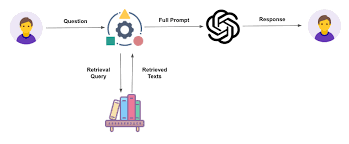 Question
Full Prompt
Response
Retrieval
Query
Retrieved
Texts